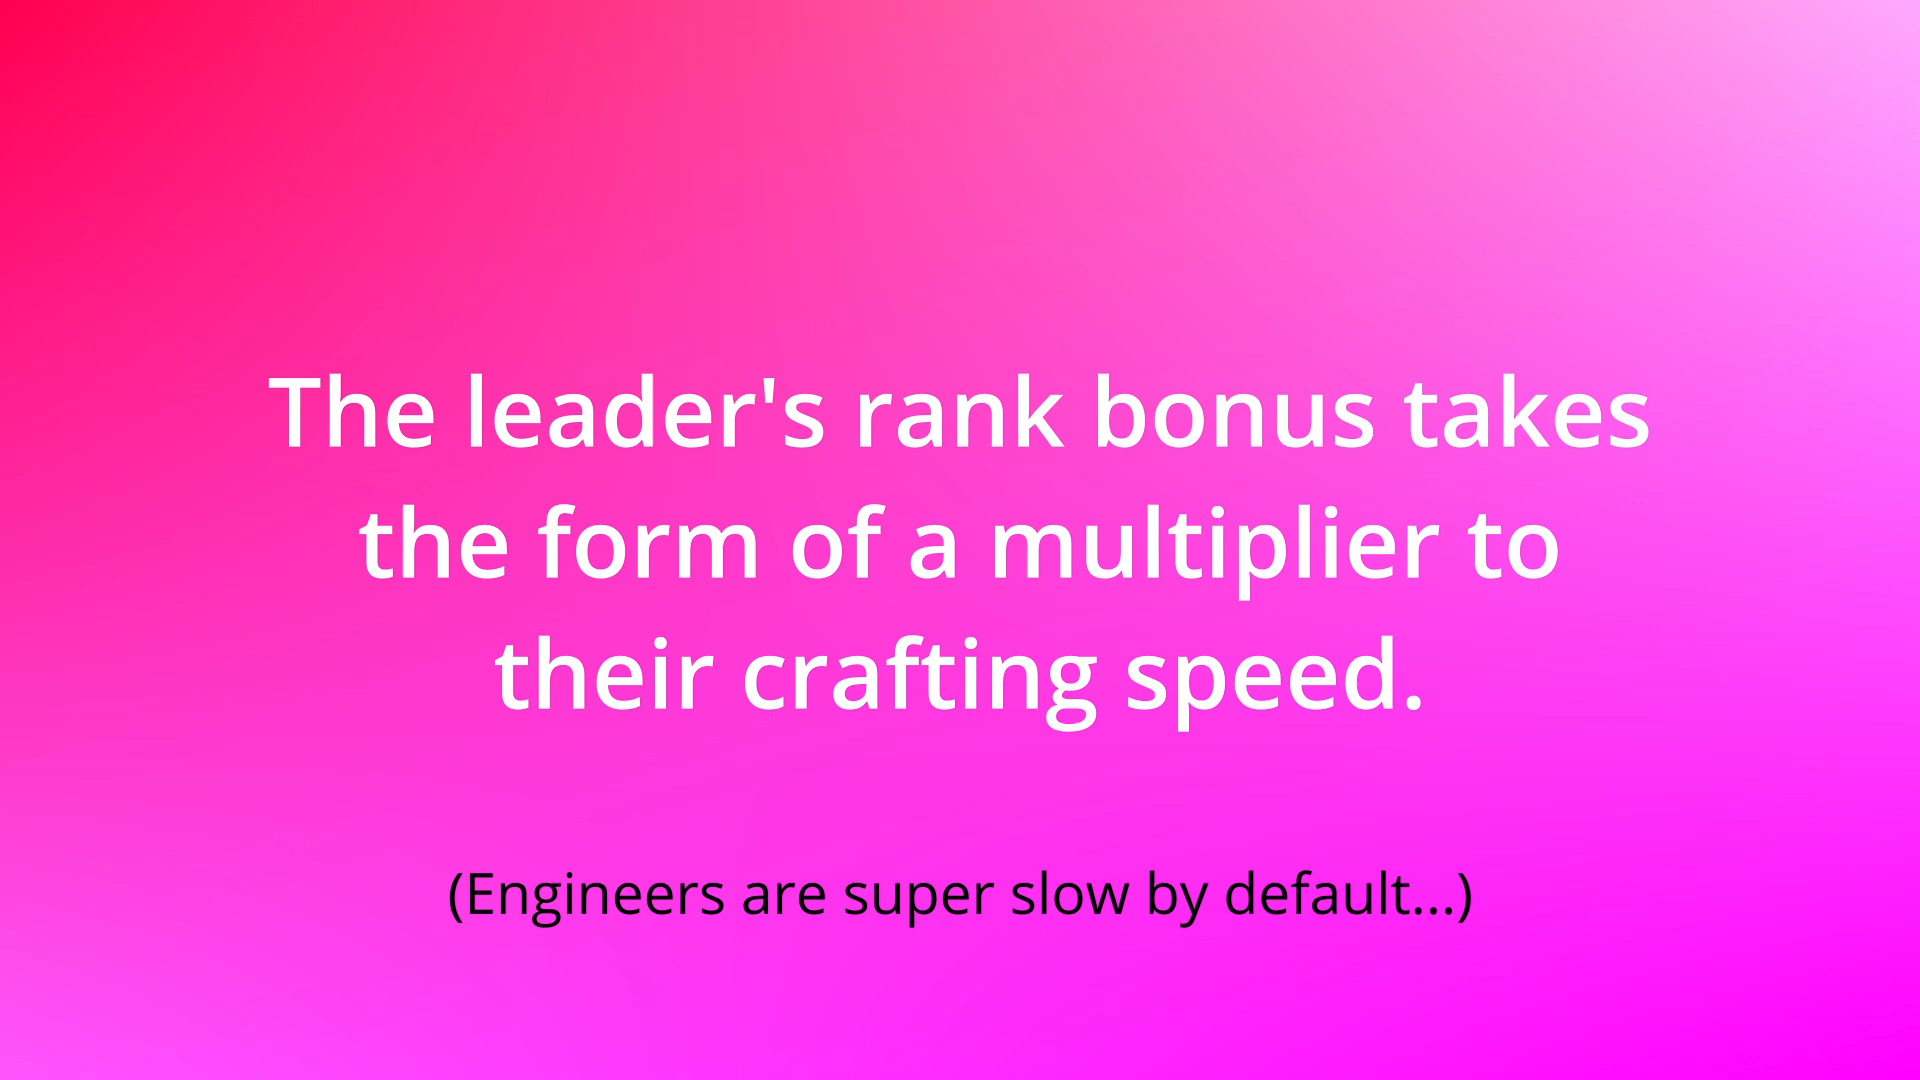 The leader's rank bonus takes
the form of a multiplier to
their crafting speed.
(Engineers are super slow by default...)